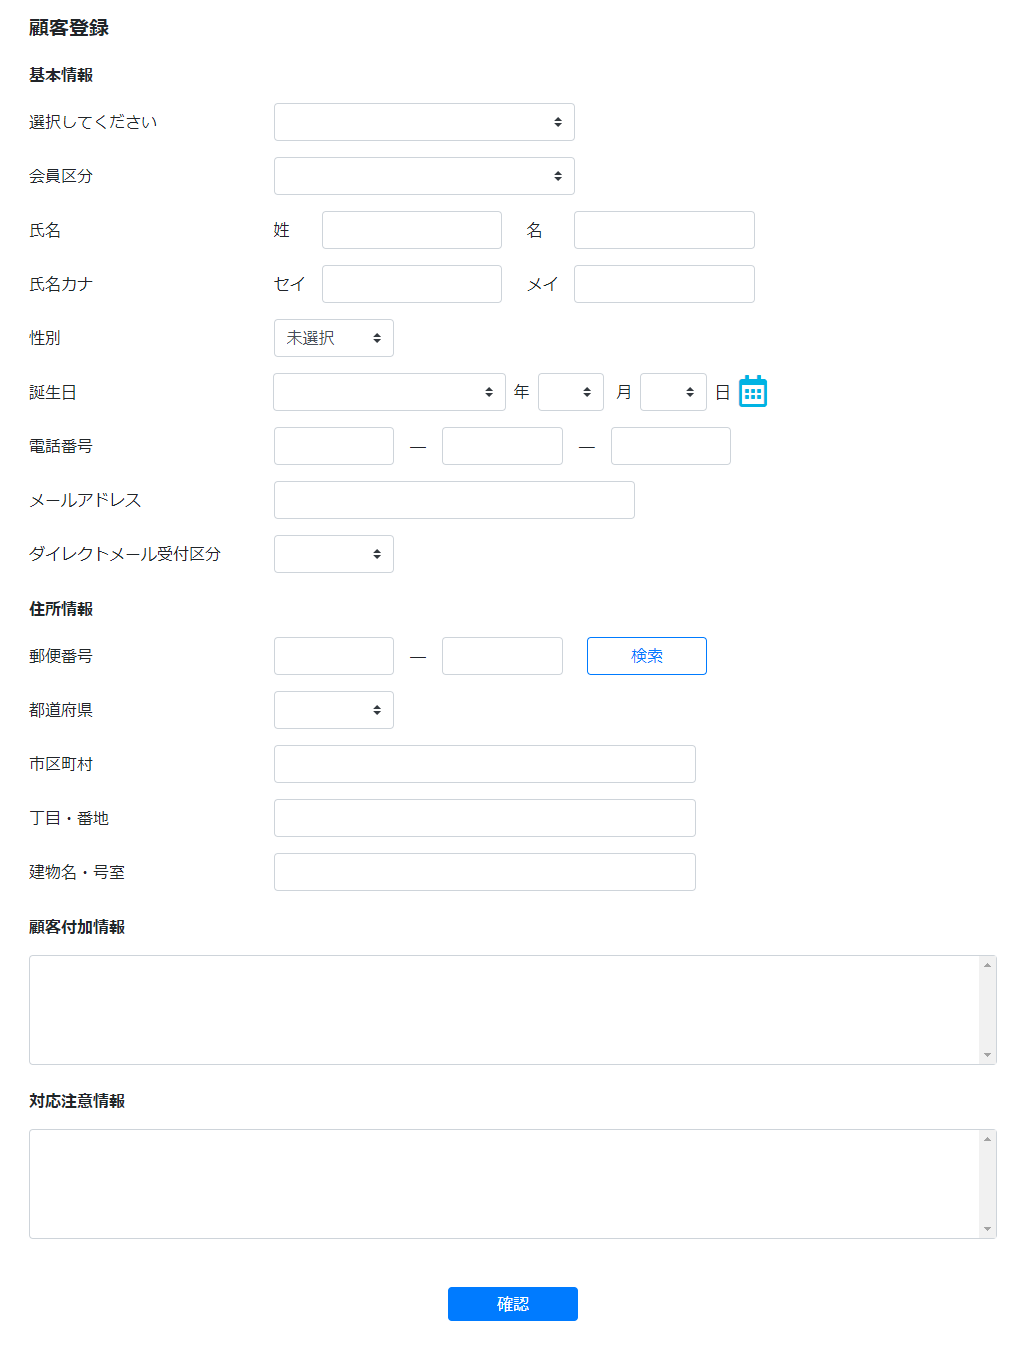 顧客登録
基本情報
選択してください
会員区分
氏名 姓 名
氏名カナ セイ メイ
性別 未選択
誕生日 年 月 日
電話番号 ― ―
メールアドレス
ダイレクトメール受付区分
住所情報
郵便番号 ― 検索
都道府県
市区町村
丁目・番地
建物名・号室
顧客付加情報
対応注意情報
確認